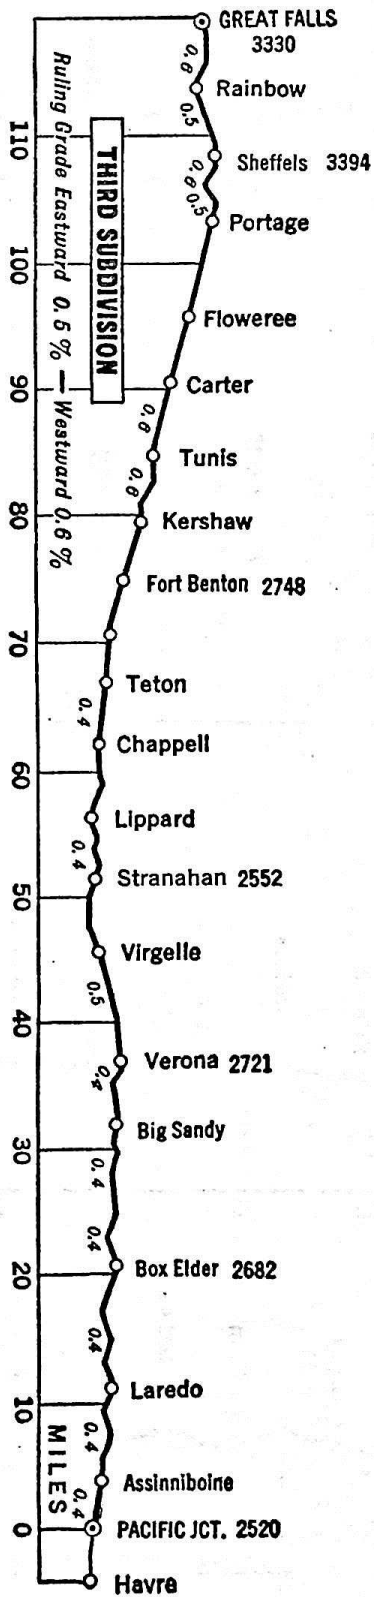 GREAT FALLS
3330
0.6
Rainbow
0.5
110
Sheffels 3394
0.6
0.5
Portage
THIRD SUBDIVISION
Ruling Grade Eastward 0.5% — Westward 0.6%
100
Floweree
Carter
90
0.6
Tunis
0.6
80
Kershaw
Fort Benton 2748
70
Teton
0.4
Chappell
60
Lippard
0.4
Stranahan 2552
50
Virgelle
0.5
40
Verona 2721
0.4
Big Sandy
30
0.4
0.4
Box Elder 2682
20
0.4
Laredo
10
0.4
MILES
Assinniboine
0.4
0
PACIFIC JCT. 2520
Havre